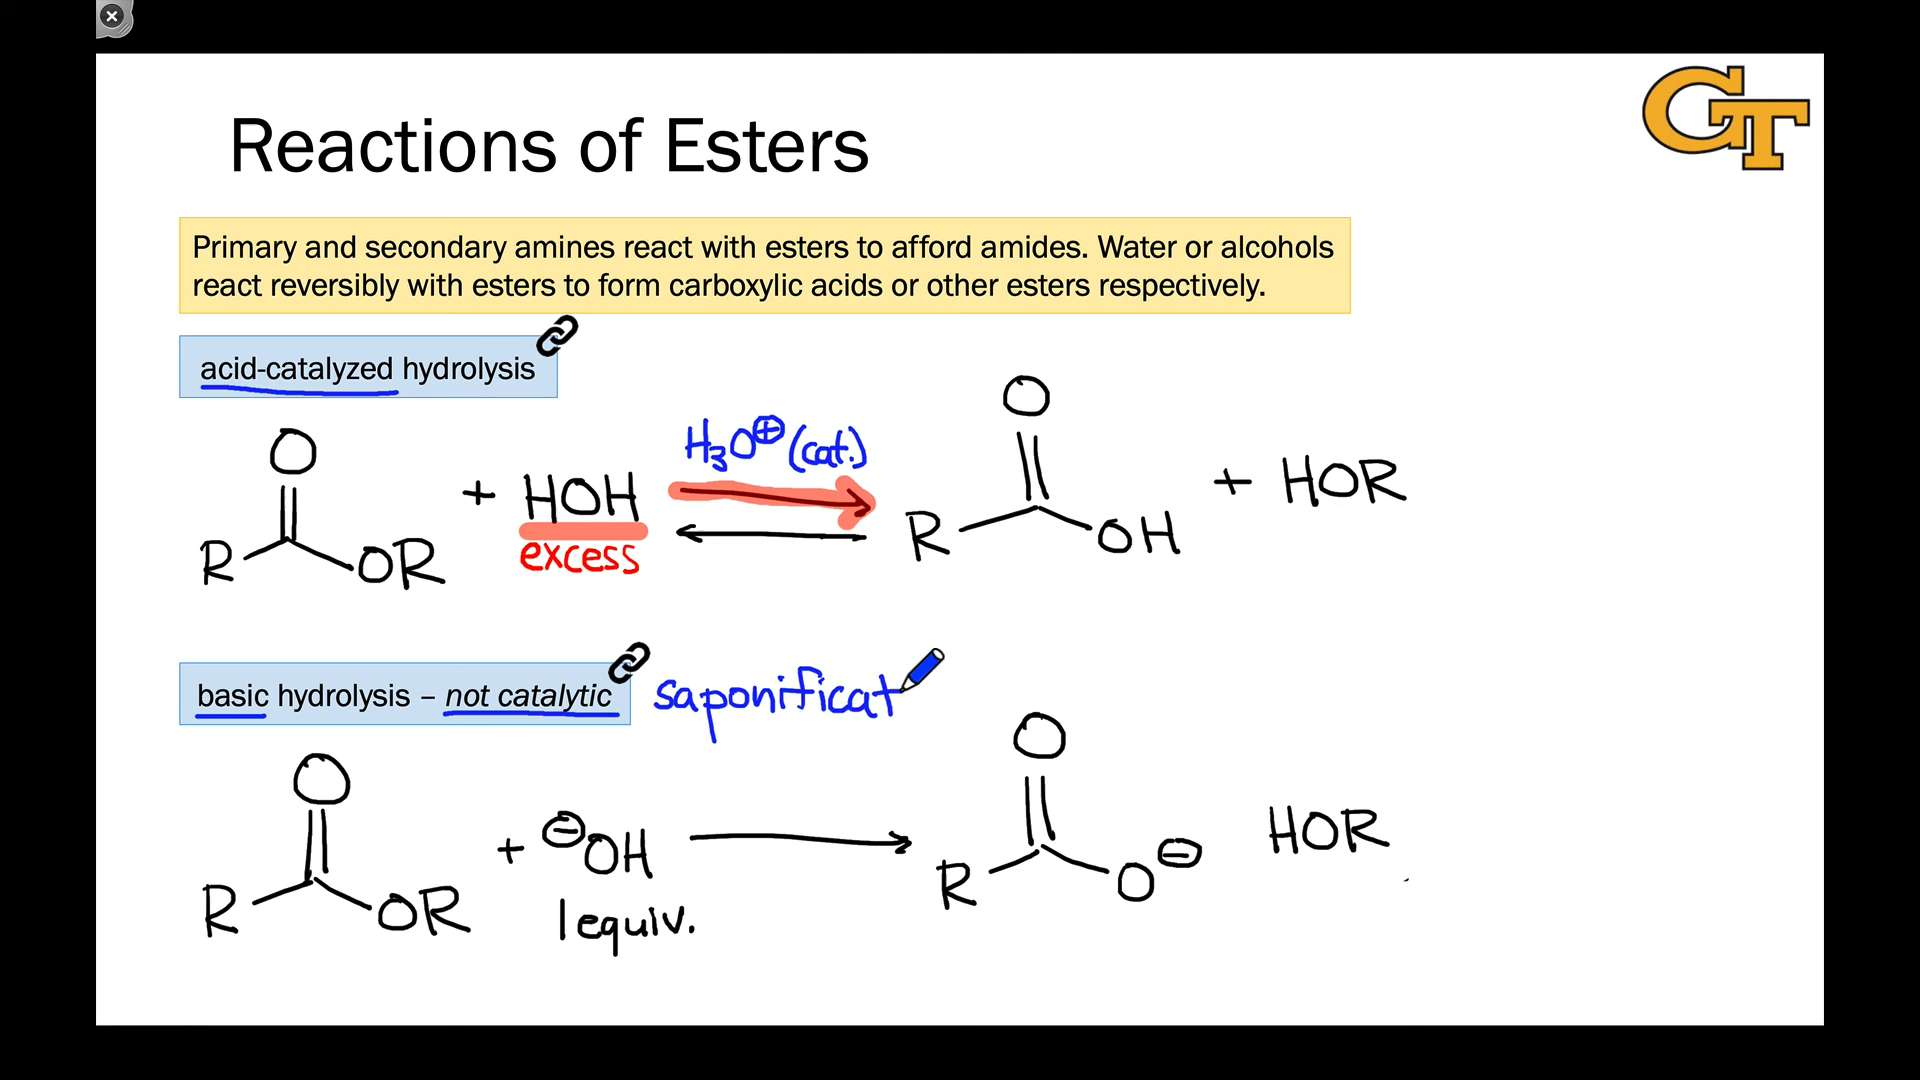 GT
Reactions of Esters
Primary and secondary amines react with esters to afford amides. Water or alcohols
react reversibly with esters to form carboxylic acids or other esters respectively.
acid-catalyzed hydrolysis
O
R OR
+ HOH
excess
H₃O⊕ (cat.)
O
R OH
+ HOR
basic hydrolysis – not catalytic
saponificat
O
R OR
+ ⊖OH
1 equiv.
O
R O⊖
HOR